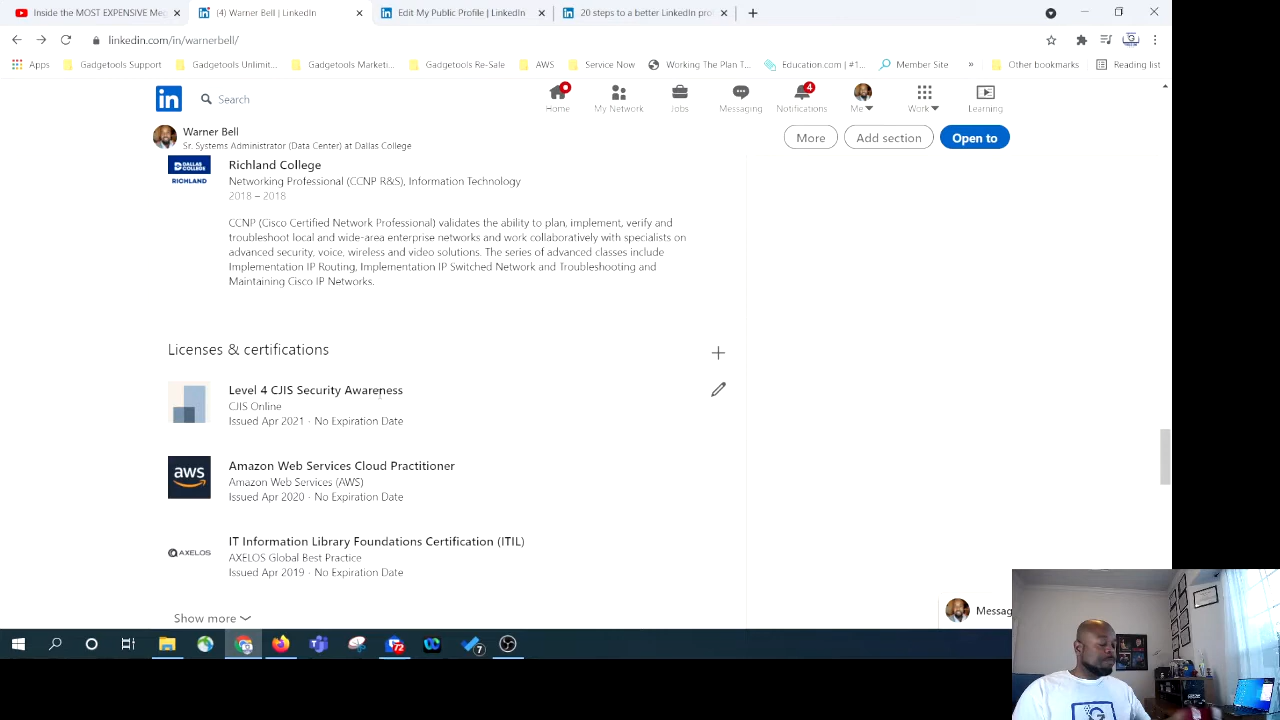 Inside the MOST EXPENSIVE Meg
(4) Warner Bell | LinkedIn
Edit My Public Profile | LinkedIn
20 steps to a better LinkedIn pro
linkedin.com/in/warnerbell/
Apps
Gadgetools Support
Gadgetools Unlimit...
Gadgetools Marketi...
Gadgetools Re-Sale
AWS
Service Now
Working The Plan T...
Education.com | #1...
Member Site
»
Other bookmarks
Reading list
in
Search
Home
My Network
Jobs
Messaging
4
Notifications
Me
Work
Learning
Warner Bell
Sr. Systems Administrator (Data Center) at Dallas College
More
Add section
Open to
DALLAS COLLEGE
RICHLAND
Richland College
Networking Professional (CCNP R&S), Information Technology
2018 – 2018
CCNP (Cisco Certified Network Professional) validates the ability to plan, implement, verify and
troubleshoot local and wide-area enterprise networks and work collaboratively with specialists on
advanced security, voice, wireless and video solutions. The series of advanced classes include
Implementation IP Routing, Implementation IP Switched Network and Troubleshooting and
Maintaining Cisco IP Networks.
Licenses & certifications
Level 4 CJIS Security Awareness
CJIS Online
Issued Apr 2021 · No Expiration Date
aws
Amazon Web Services Cloud Practitioner
Amazon Web Services (AWS)
Issued Apr 2020 · No Expiration Date
AXELOS
IT Information Library Foundations Certification (ITIL)
AXELOS Global Best Practice
Issued Apr 2019 · No Expiration Date
Show more
Messag
72
7